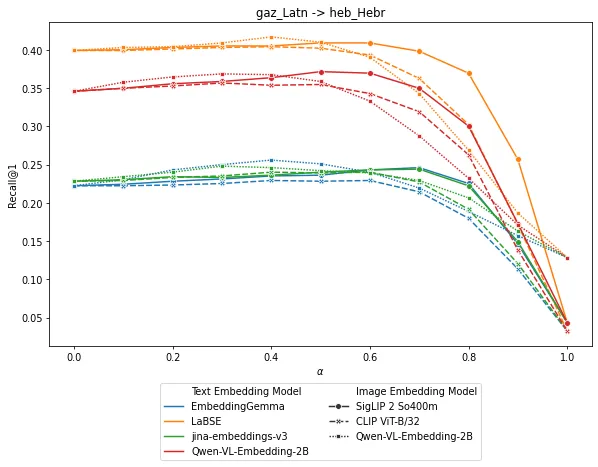 gaz_Latn -> heb_Hebr
Recall@1
0.40
0.35
0.30
0.25
0.20
0.15
0.10
0.05
0.0 0.2 0.4 0.6 0.8 1.0
α
Text Embedding Model
EmbeddingGemma
LaBSE
jina-embeddings-v3
Qwen-VL-Embedding-2B
Image Embedding Model
SigLIP 2 So400m
CLIP ViT-B/32
Qwen-VL-Embedding-2B